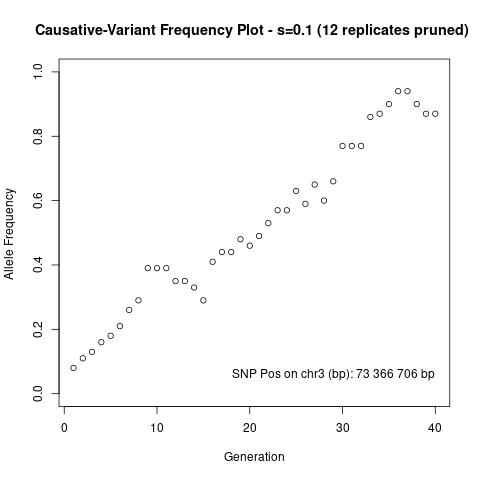 Causative-Variant Frequency Plot - s=0.1 (12 replicates pruned)
Allele Frequency
1.0
0.8
0.6
0.4
0.2
0.0
SNP Pos on chr3 (bp): 73 366 706 bp
0 10 20 30 40
Generation